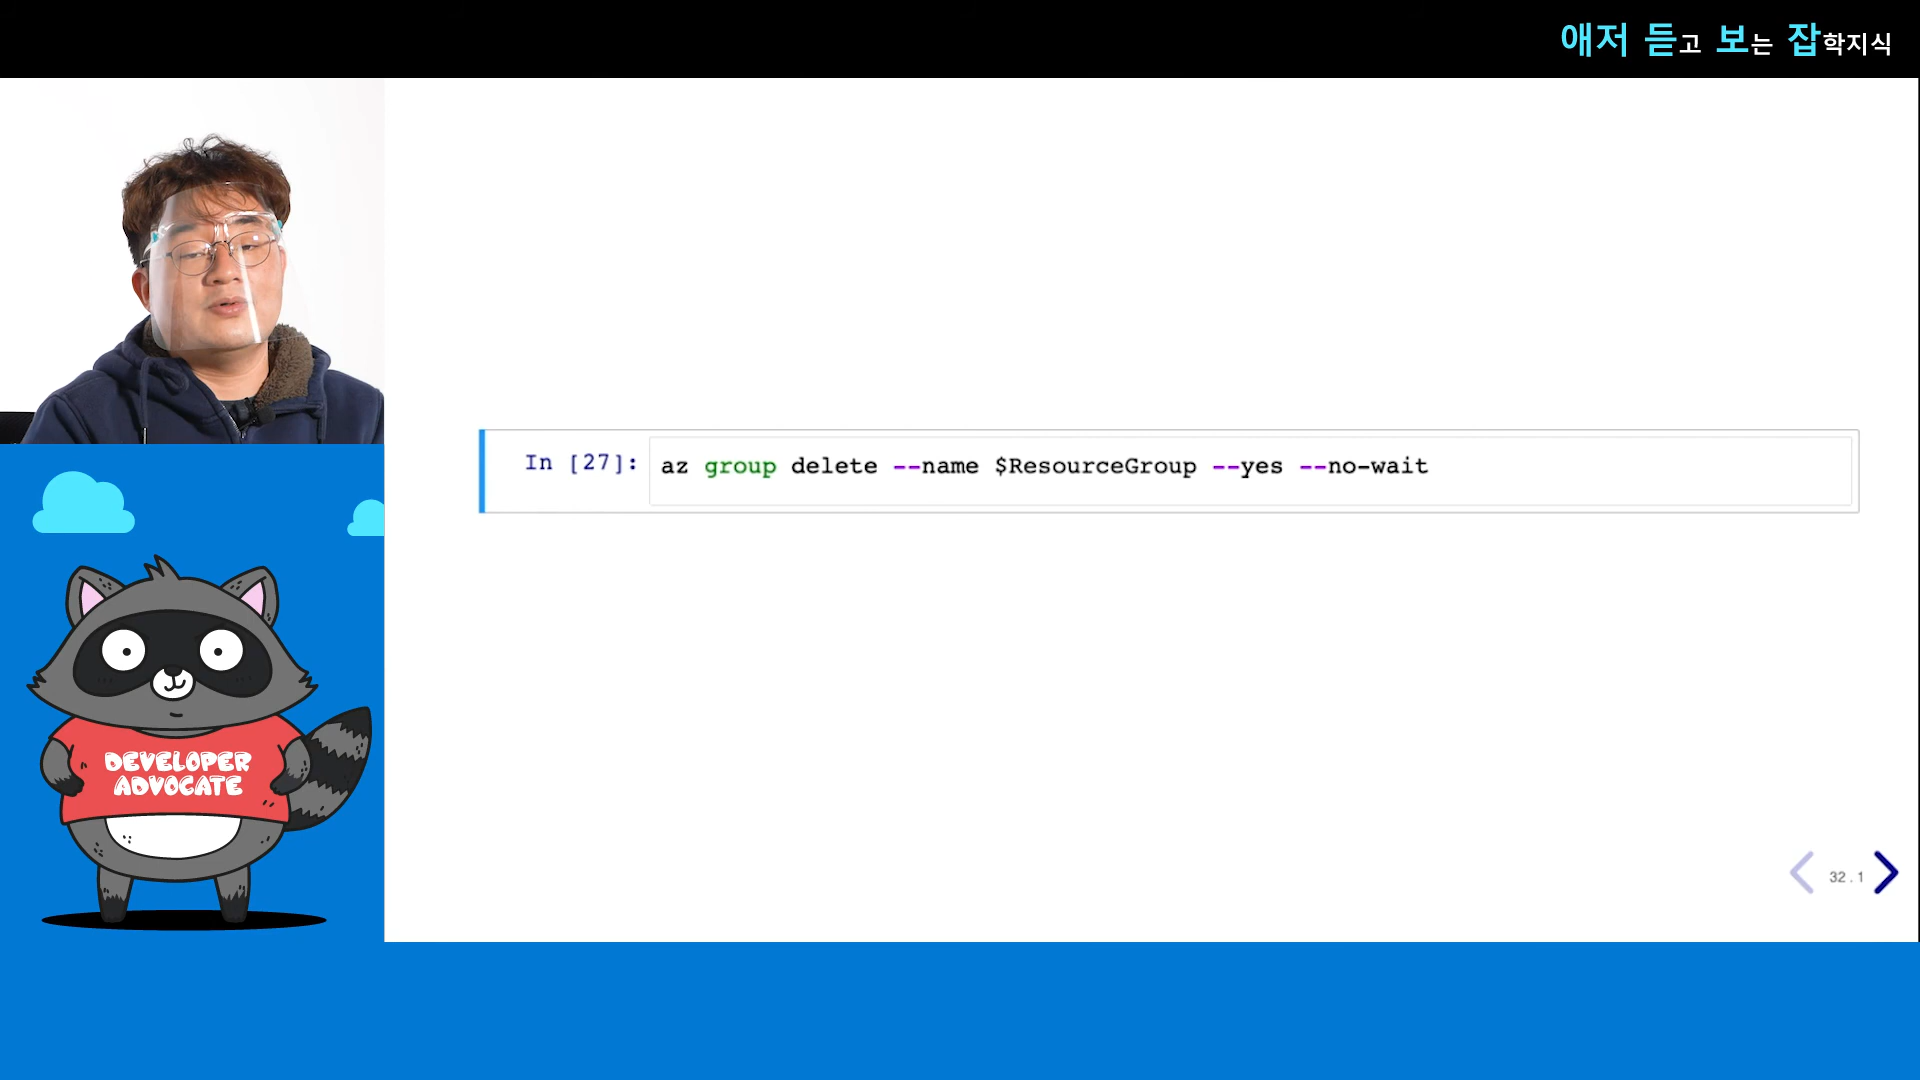 애저 듣고 보는 잡학지식
In [27]: az group delete --name $ResourceGroup --yes --no-wait
DEVELOPER
ADVOCATE
32.1